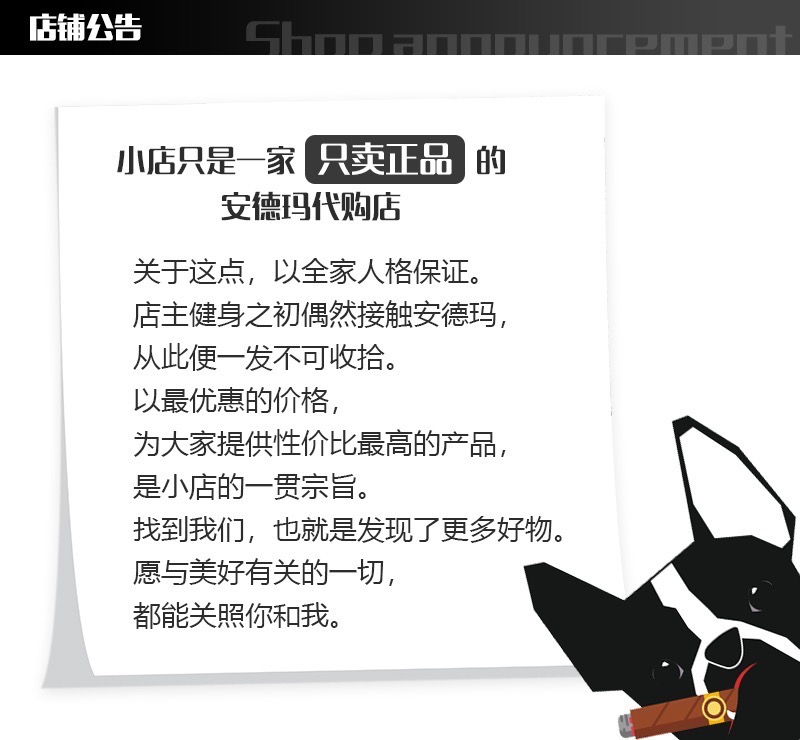 店铺公告
Shop announcement
小店只是一家 只卖正品 的
安德玛代购店
关于这点，以全家人格保证。
店主健身之初偶然接触安德玛，
从此便一发不可收拾。
以最优惠的价格，
为大家提供性价比最高的产品，
是小店的一贯宗旨。
找到我们，也就是发现了更多好物。
愿与美好有关的一切，
都能关照你和我。